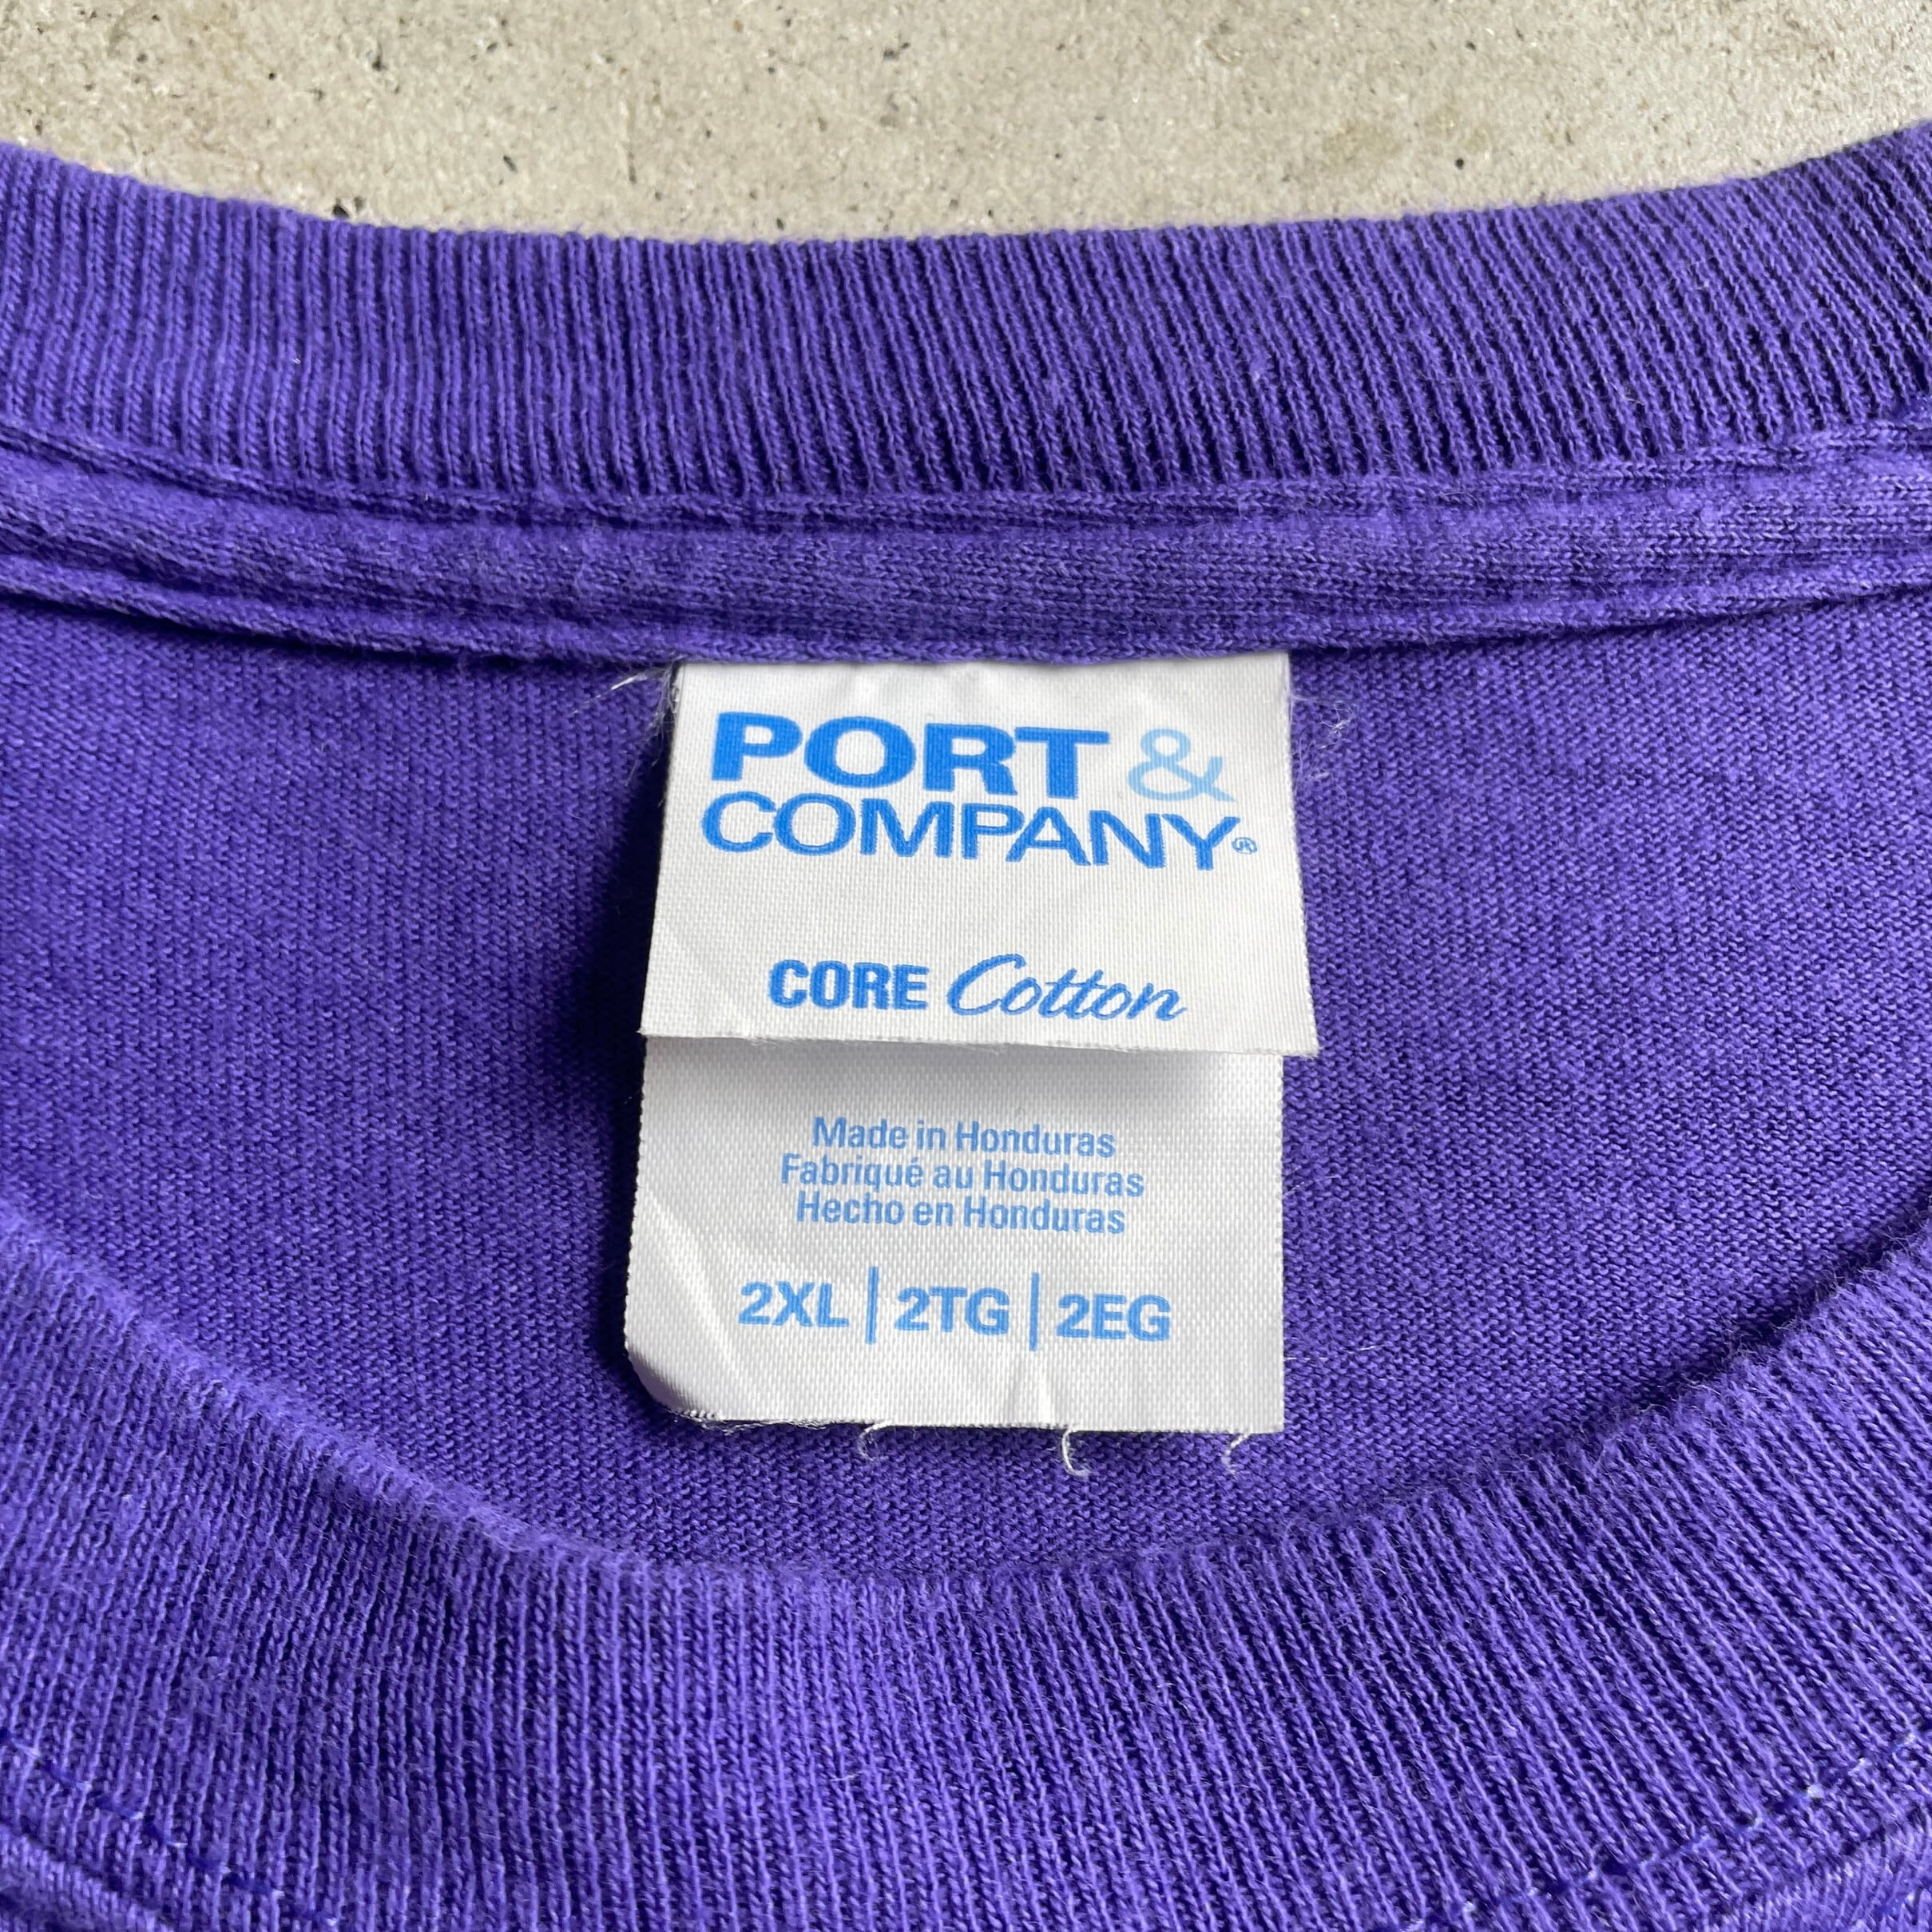 PORT &
COMPANY®
CORE Cotton
Made in Honduras
Fabriqué au Honduras
Hecho en Honduras
2XL | 2TG | 2EG